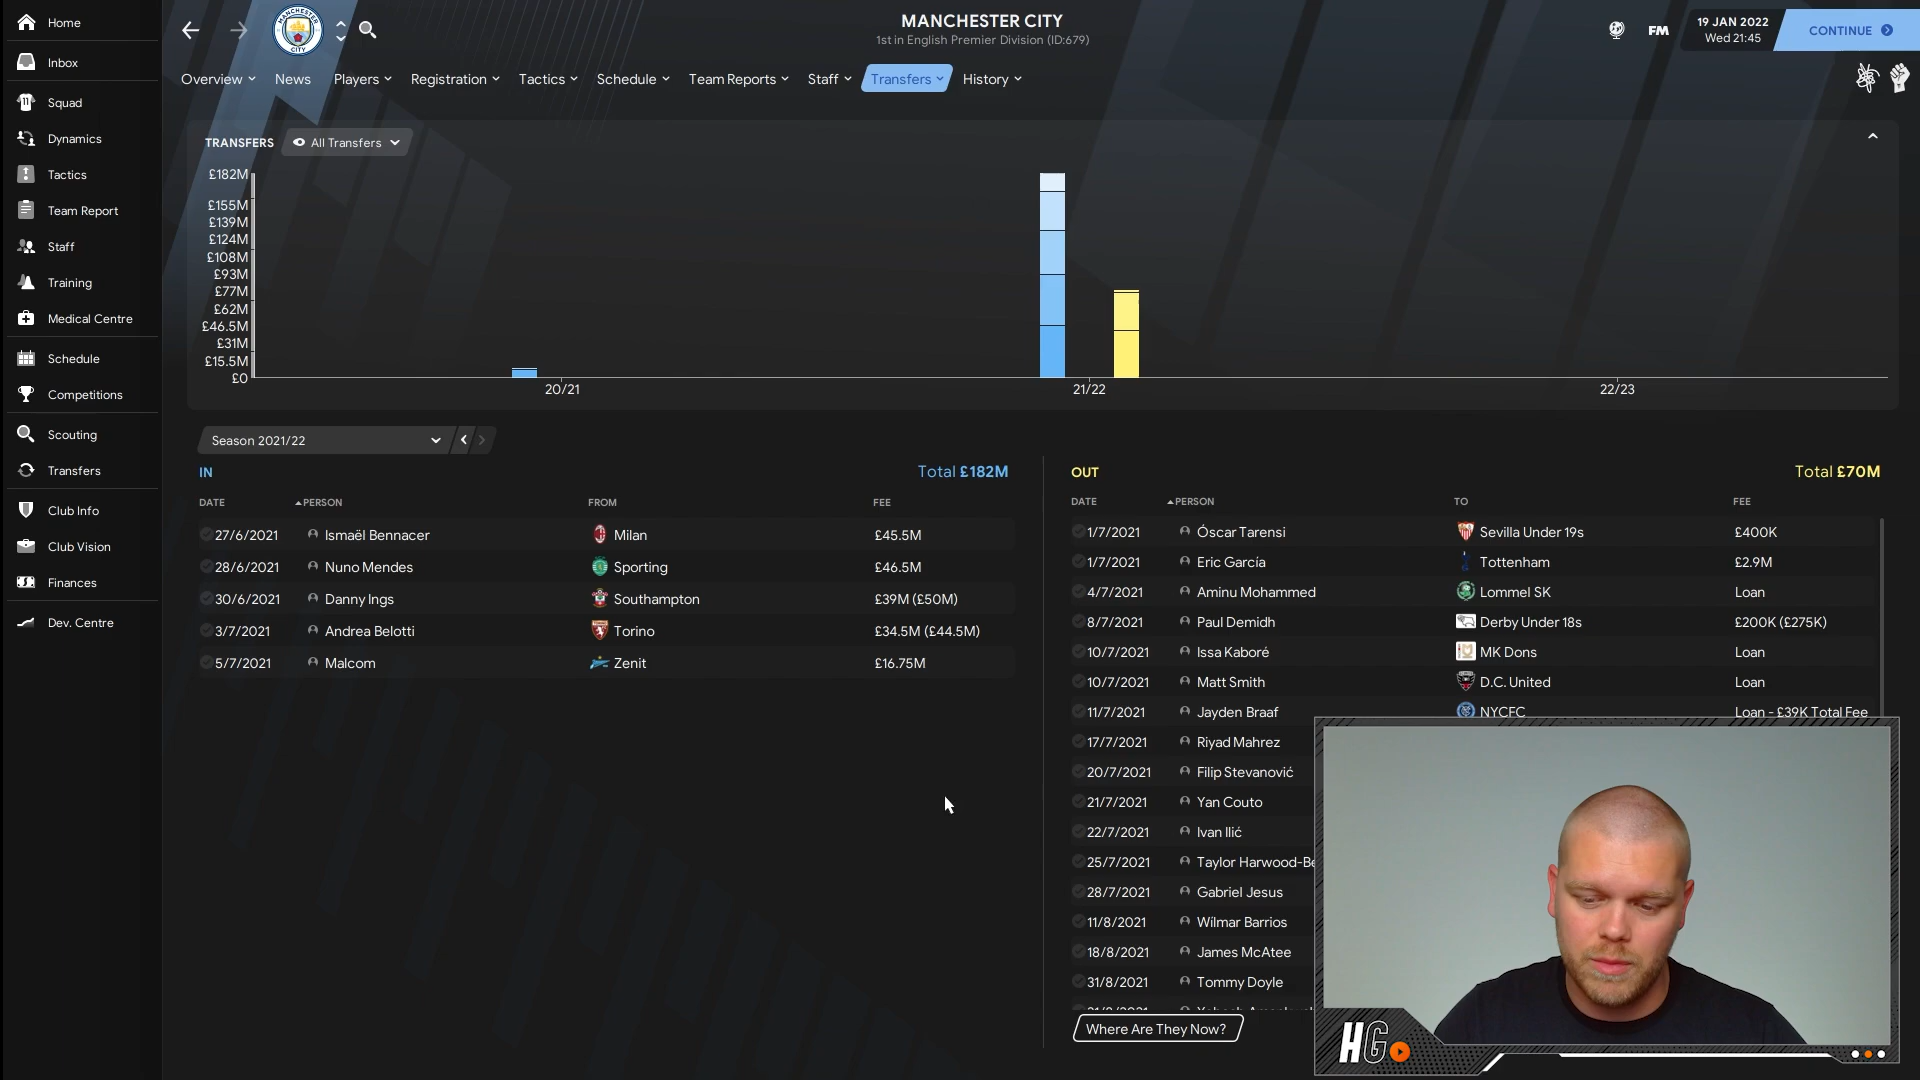 Home
Inbox
Squad
Dynamics
Tactics
Team Report
Staff
Training
Medical Centre
Schedule
Competitions
Scouting
Transfers
Club Info
Club Vision
Finances
Dev. Centre
MANCHESTER CITY
1st in English Premier Division (ID:679)
FM
19 JAN 2022
Wed 21:45
CONTINUE
Overview News Players Registration Tactics Schedule Team Reports Staff Transfers History
TRANSFERS All Transfers
£182M
£155M
£139M
£124M
£108M
£93M
£77M
£62M
£46.5M
£31M
£15.5M
£0
20/21 21/22 22/23
Season 2021/22
IN Total £182M
DATE PERSON FROM FEE
27/6/2021 Ismaël Bennacer Milan £45.5M
28/6/2021 Nuno Mendes Sporting £46.5M
30/6/2021 Danny Ings Southampton £39M (£50M)
3/7/2021 Andrea Belotti Torino £34.5M (£44.5M)
5/7/2021 Malcom Zenit £16.75M
OUT Total £70M
DATE PERSON TO FEE
1/7/2021 Óscar Tarensi Sevilla Under 19s £400K
1/7/2021 Eric García Tottenham £2.9M
4/7/2021 Aminu Mohammed Lommel SK Loan
8/7/2021 Paul Demidh Derby Under 18s £200K (£275K)
10/7/2021 Issa Kaboré MK Dons Loan
10/7/2021 Matt Smith D.C. United Loan
11/7/2021 Jayden Braaf NYCFC Loan - £39K Total Fee
17/7/2021 Riyad Mahrez
20/7/2021 Filip Stevanović
21/7/2021 Yan Couto
22/7/2021 Ivan Ilić
25/7/2021 Taylor Harwood-Be
28/7/2021 Gabriel Jesus
11/8/2021 Wílmar Barrios
18/8/2021 James McAtee
31/8/2021 Tommy Doyle
Where Are They Now?
HG